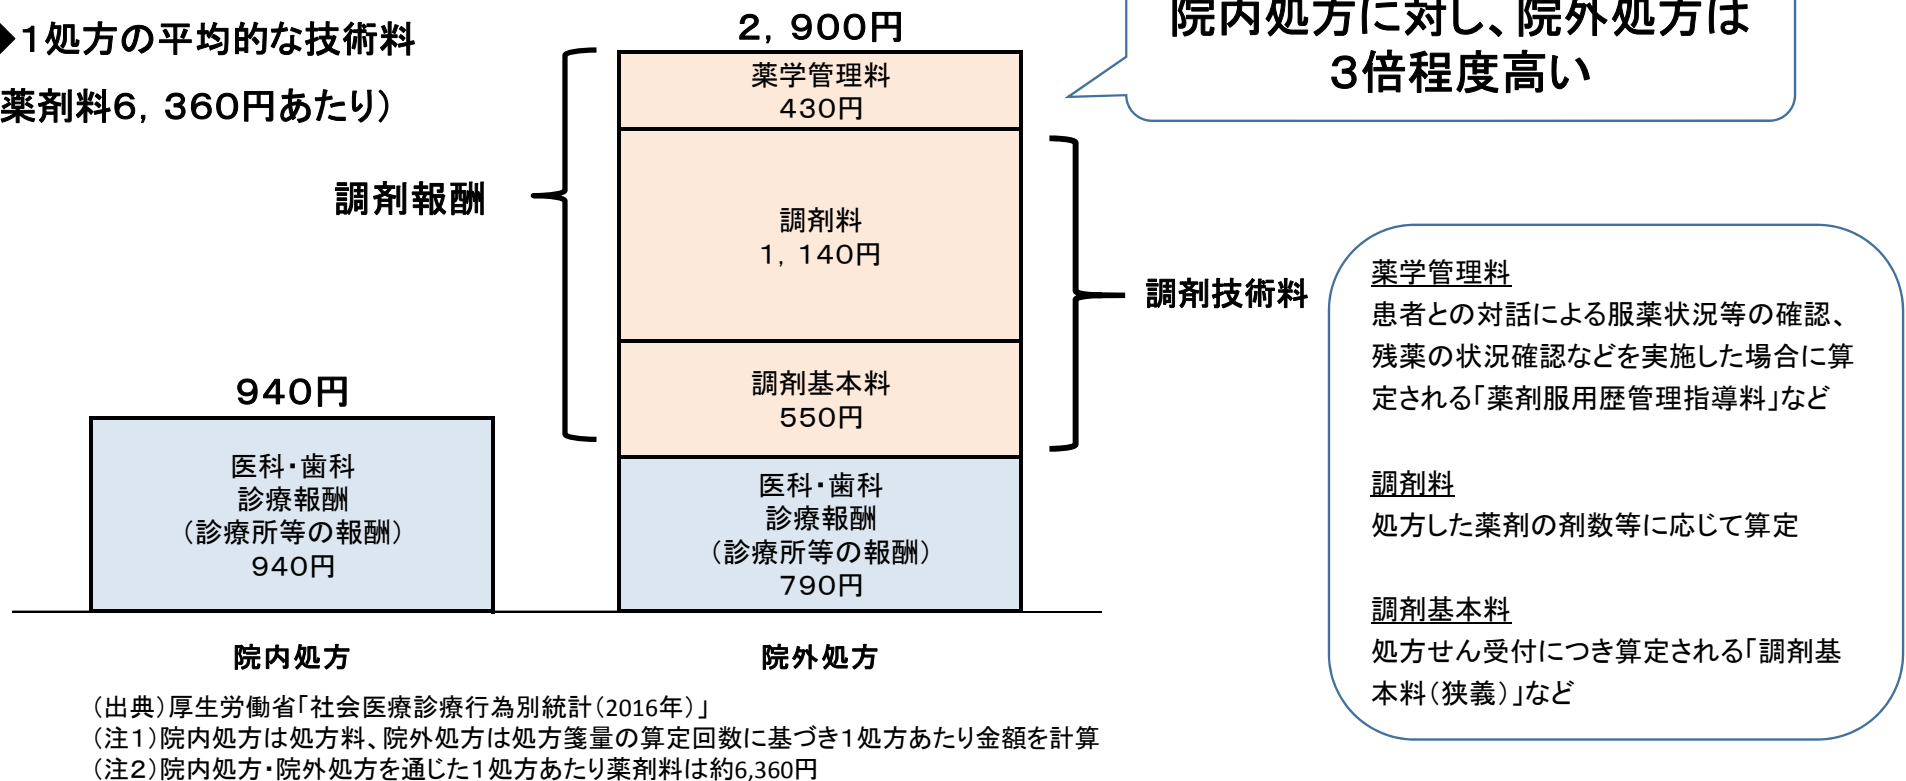 ◆1処方の平均的な技術料
薬剤料6，360円あたり）
2，900円
院内処方に対し、院外処方は
3倍程度高い
薬学管理料
430円
調剤報酬
調剤料
1，140円
調剤技術料
調剤基本料
550円
940円
医科・歯科
診療報酬
（診療所等の報酬）
940円
医科・歯科
診療報酬
（診療所等の報酬）
790円
院内処方
院外処方
薬学管理料
患者との対話による服薬状況等の確認、
残薬の状況確認などを実施した場合に算
定される「薬剤服用歴管理指導料」など
調剤料
処方した薬剤の剤数等に応じて算定
調剤基本料
処方せん受付につき算定される「調剤基
本料（狭義）」など
（出典）厚生労働省「社会医療診療行為別統計（2016年）」
（注１）院内処方は処方料、院外処方は処方箋量の算定回数に基づき１処方あたり金額を計算
（注２）院内処方・院外処方を通じた１処方あたり薬剤料は約6,360円